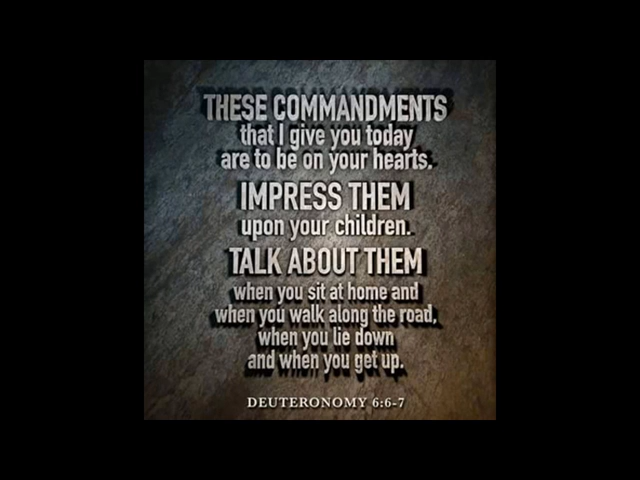 THESE COMMANDMENTS
that I give you today
are to be on your hearts.
IMPRESS THEM
upon your children.
TALK ABOUT THEM
when you sit at home and
when you walk along the road,
when you lie down
and when you get up.
DEUTERONOMY 6:6-7